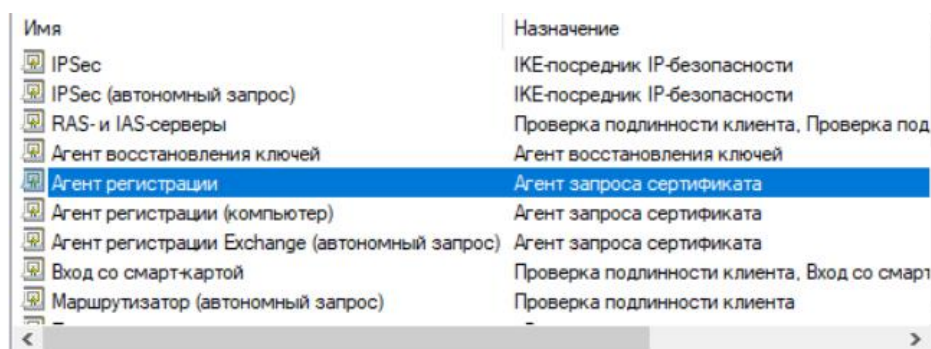 Имя Назначение
IPSec IKE-посредник IP-безопасности
IPSec (автономный запрос) IKE-посредник IP-безопасности
RAS- и IAS-серверы Проверка подлинности клиента, Проверка под
Агент восстановления ключей Агент восстановления ключей
Агент регистрации Агент запроса сертификата
Агент регистрации (компьютер) Агент запроса сертификата
Агент регистрации Exchange (автономный запрос) Агент запроса сертификата
Вход со смарт-картой Проверка подлинности клиента, Вход со смарт
Маршрутизатор (автономный запрос) Проверка подлинности клиента